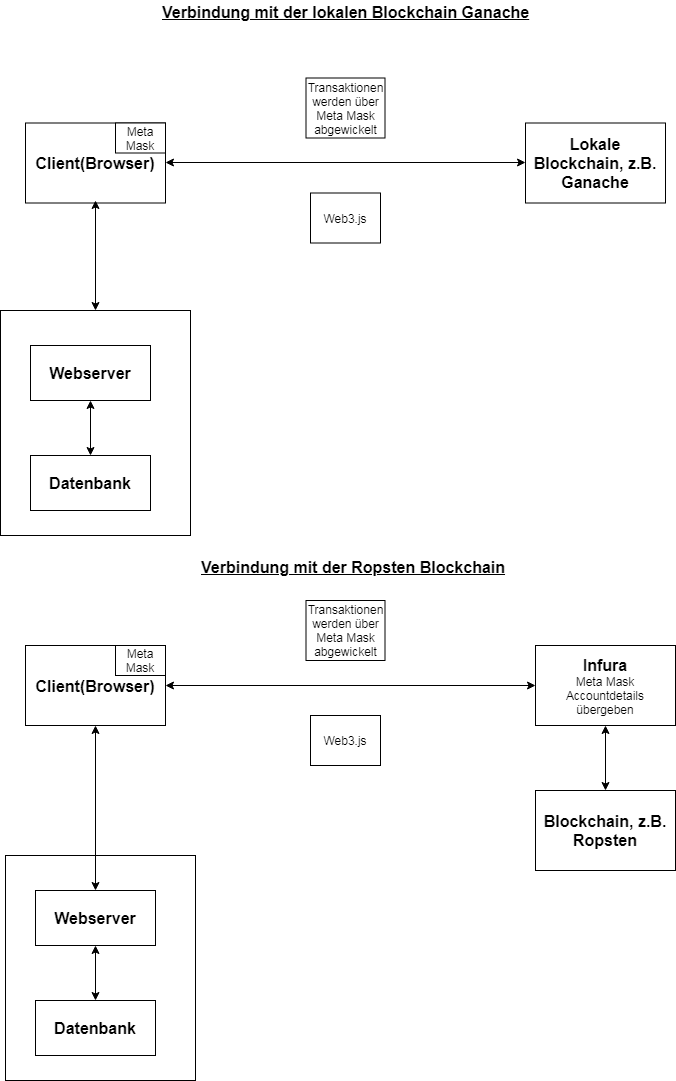 Verbindung mit der lokalen Blockchain Ganache
Transaktionen
werden über
Meta Mask
abgewickelt
Meta
Mask
Client(Browser)
Lokale
Blockchain, z.B.
Ganache
Web3.js
Webserver
Datenbank
Verbindung mit der Ropsten Blockchain
Transaktionen
werden über
Meta Mask
abgewickelt
Meta
Mask
Client(Browser)
Infura
Meta Mask
Accountdetails
übergeben
Web3.js
Blockchain, z.B.
Ropsten
Webserver
Datenbank